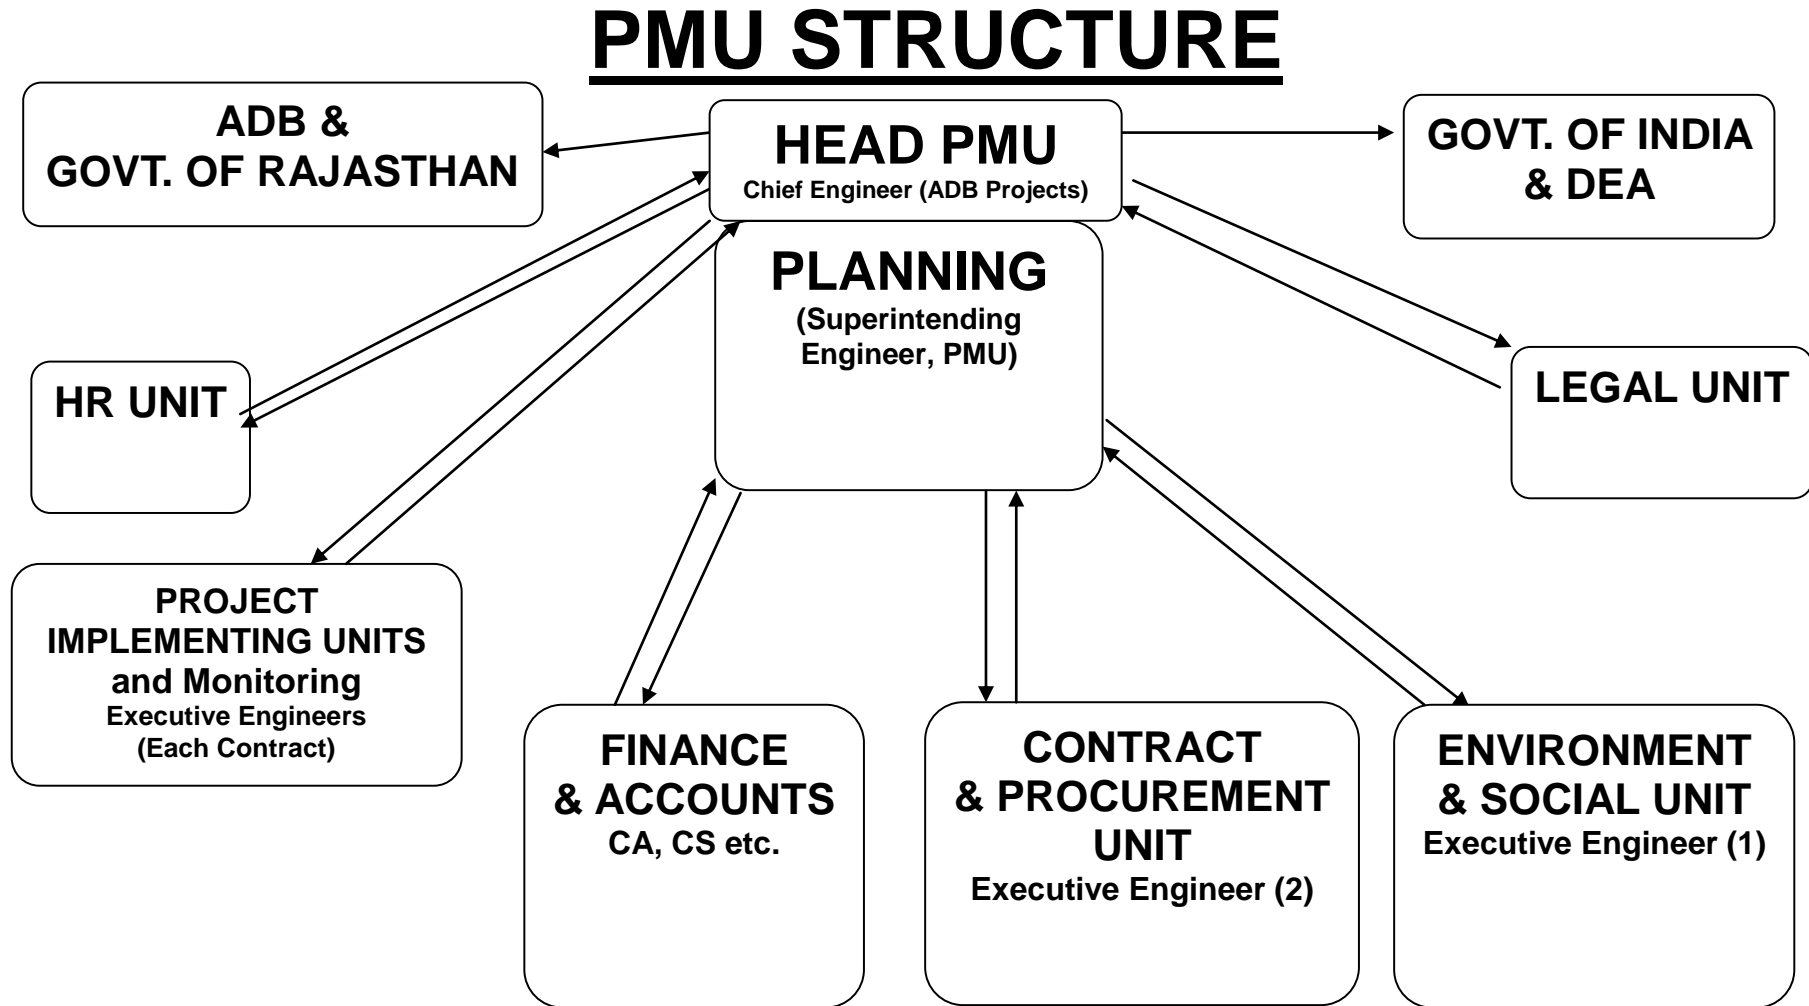 PMU STRUCTURE
ADB &
GOVT. OF RAJASTHAN
HEAD PMU
Chief Engineer (ADB Projects)
GOVT. OF INDIA
& DEA
PLANNING
(Superintending
Engineer, PMU)
HR UNIT
LEGAL UNIT
PROJECT
IMPLEMENTING UNITS
and Monitoring
Executive Engineers
(Each Contract)
FINANCE
& ACCOUNTS
CA, CS etc.
CONTRACT
& PROCUREMENT
UNIT
Executive Engineer (2)
ENVIRONMENT
& SOCIAL UNIT
Executive Engineer (1)